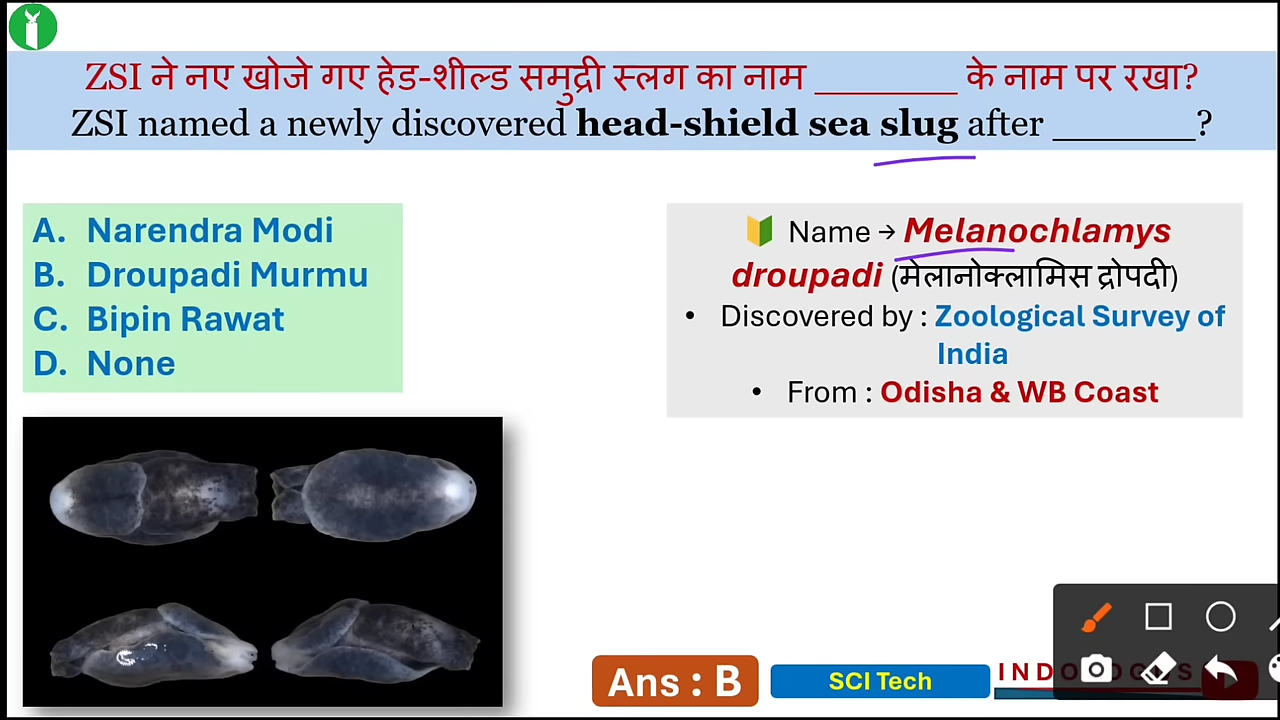 ZSI ने नए खोजे गए हेड-शील्ड समुद्री स्लग का नाम _______ के नाम पर रखा?
ZSI named a newly discovered head-shield sea slug after _______?
A. Narendra Modi
B. Droupadi Murmu
C. Bipin Rawat
D. None
Name → Melanochlamys
droupadi (मेलानोक्लामिस द्रोपदी)
• Discovered by : Zoological Survey of
India
• From : Odisha & WB Coast
Ans : B
SCI Tech